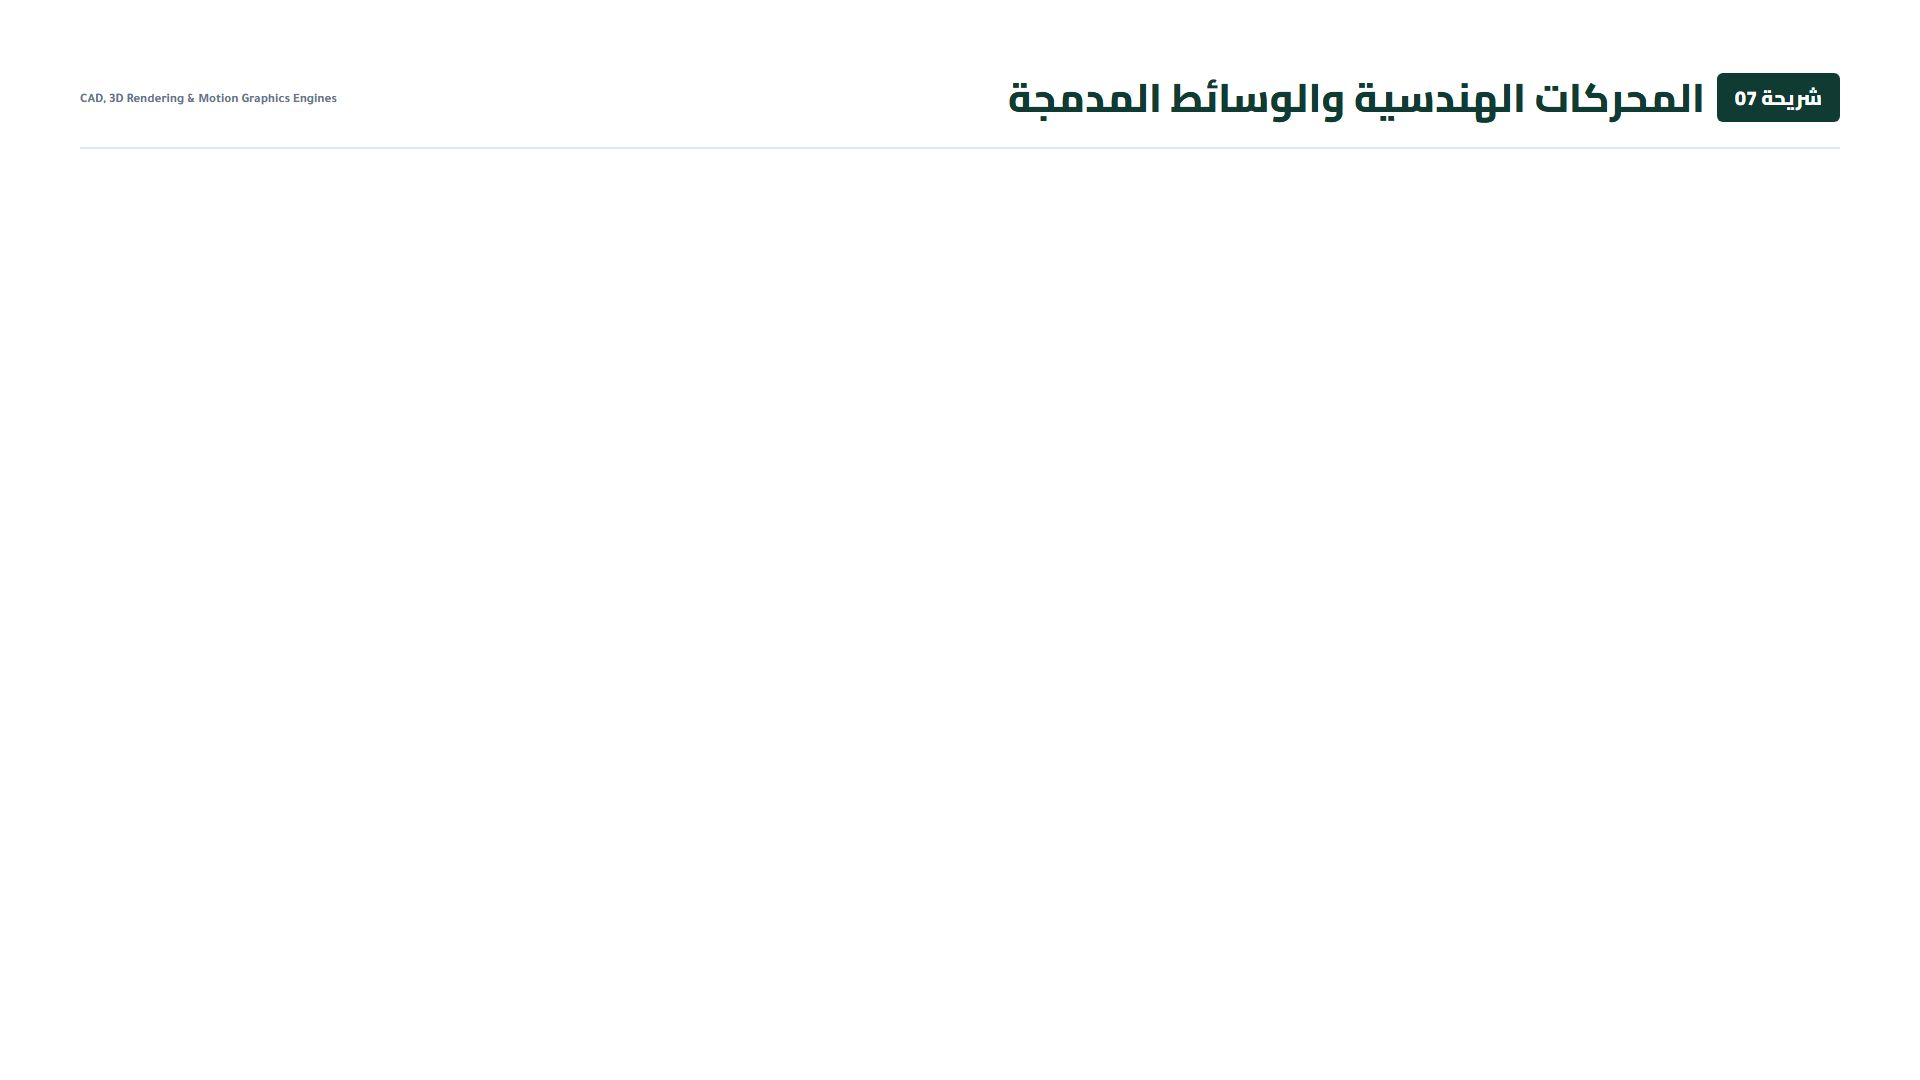 شريحة 07
المحركات الهندسية والوسائط المدمجة
CAD, 3D Rendering & Motion Graphics Engines